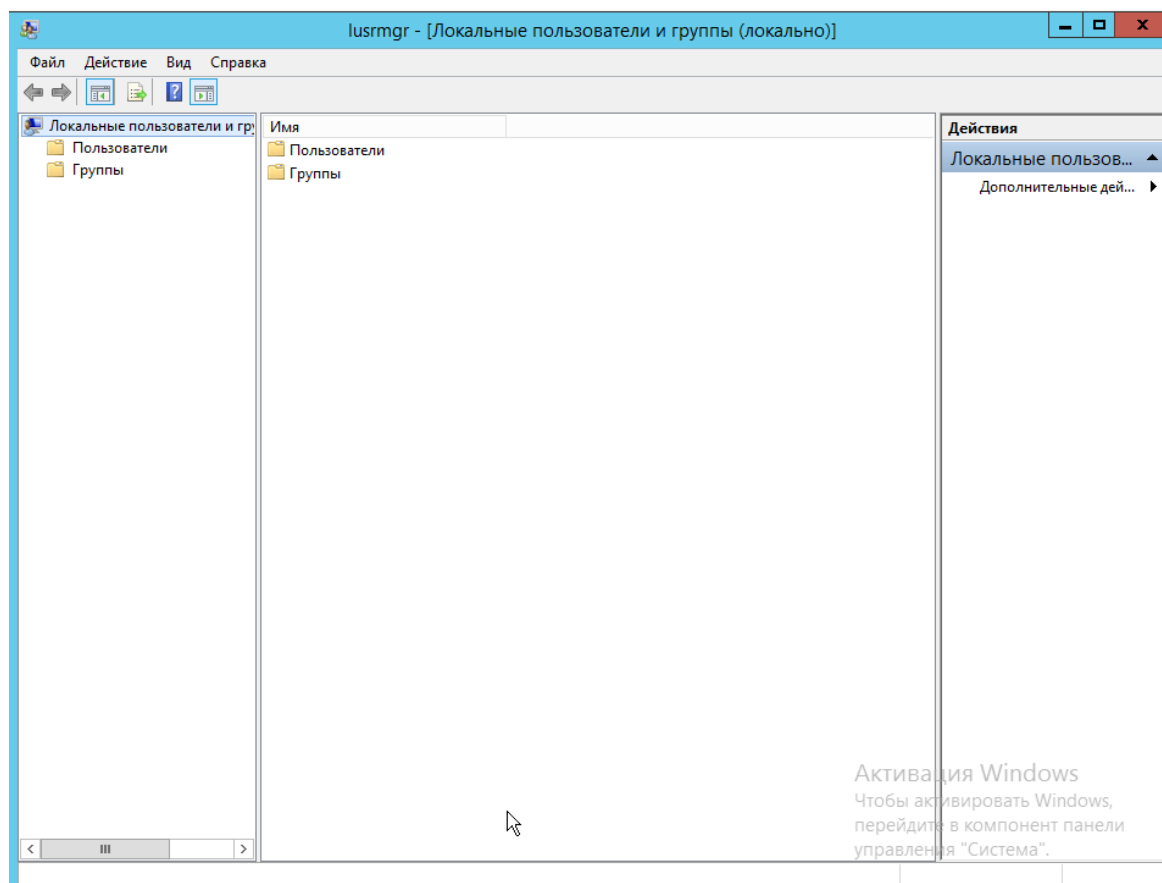 lusrmgr - [Локальные пользователи и группы (локально)]
Файл Действие Вид Справка
Локальные пользователи и гру
Пользователи
Группы
Имя
Пользователи
Группы
Действия
Локальные пользов...
Дополнительные дей...
Активация Windows
Чтобы активировать Windows,
перейдите в компонент панели
управления "Система".